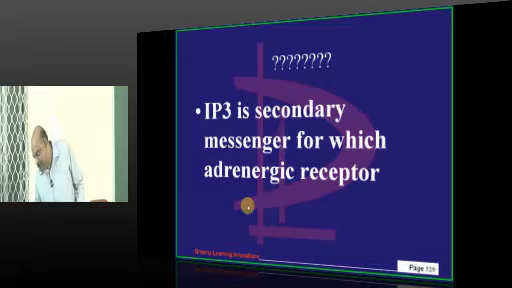 ????????
• IP3 is secondary
messenger for which
adrenergic receptor
Page 529